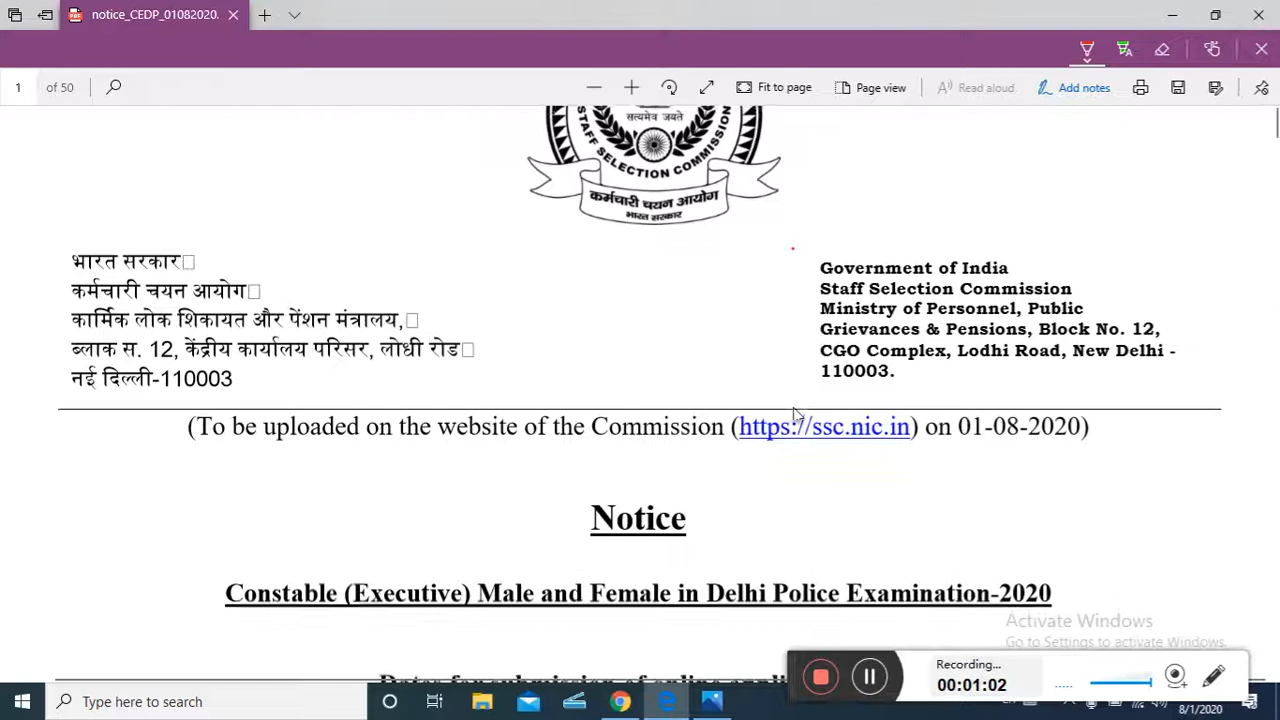 notice_CEDP_01082020.
1 of 50
Fit to page
Page view
Read aloud
Add notes
सत्यमेव जयते
STAFF SELECTION COMMISSION
कर्मचारी चयन आयोग
भारत सरकार
भारत सरकार
कर्मचारी चयन आयोग
कार्मिक लोक शिकायत और पेंशन मंत्रालय,
ब्लाक स. 12, केंद्रीय कार्यालय परिसर, लोधी रोड
नई दिल्ली-110003
Government of India
Staff Selection Commission
Ministry of Personnel, Public
Grievances & Pensions, Block No. 12,
CGO Complex, Lodhi Road, New Delhi -
110003.
(To be uploaded on the website of the Commission (https://ssc.nic.in) on 01-08-2020)
Notice
Constable (Executive) Male and Female in Delhi Police Examination-2020
Activate Windows
Go to Settings to activate Windows.
Recording...
00:01:02
Type here to search
8/1/2020